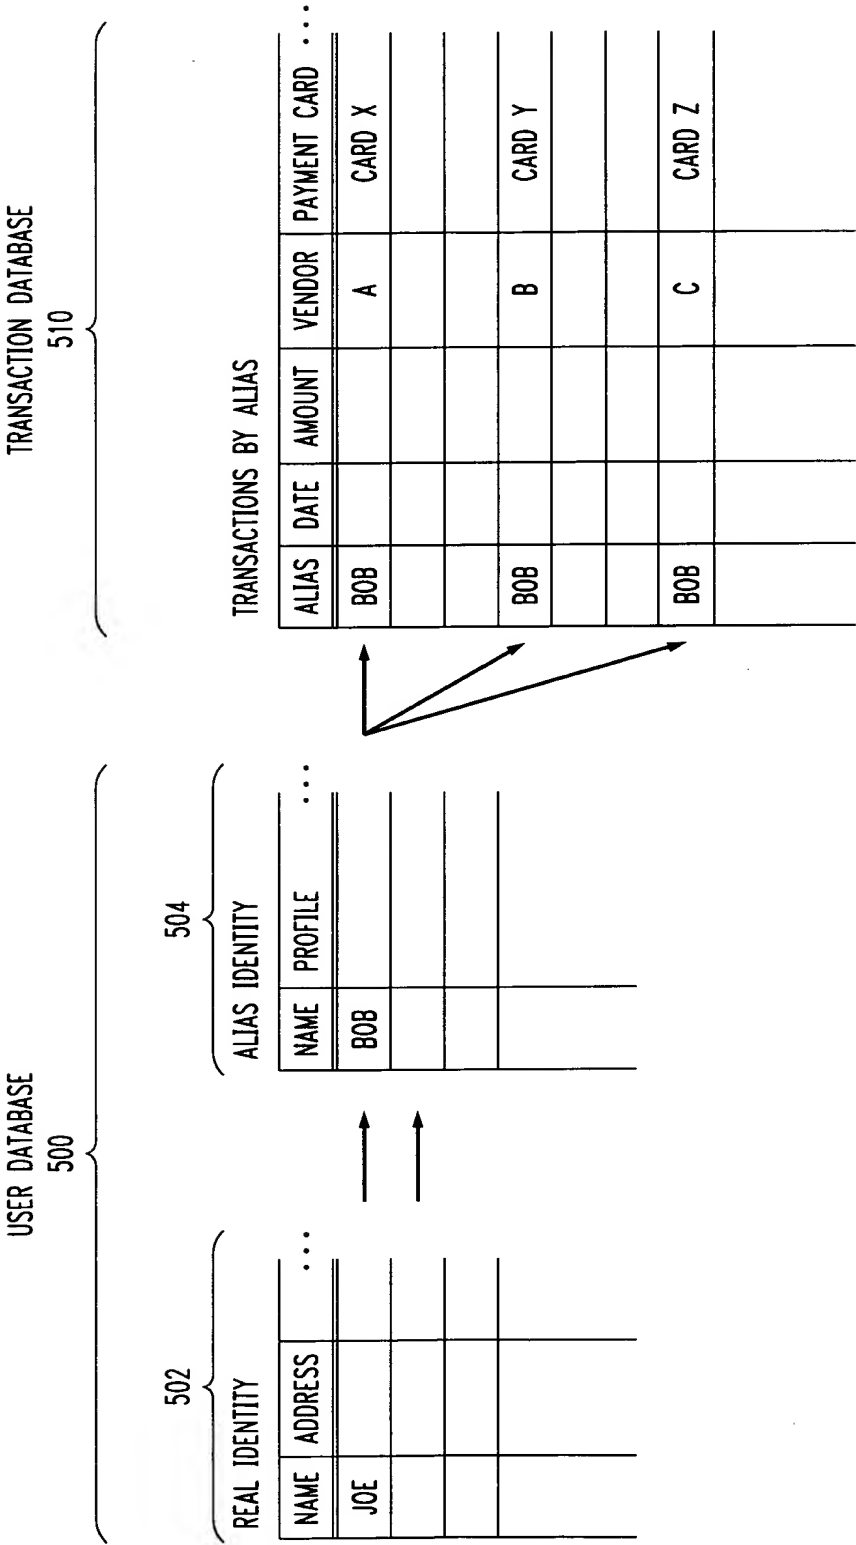 USER DATABASE
500
TRANSACTION DATABASE
510
502
504
REAL IDENTITY
NAME ADDRESS ...
JOE
ALIAS IDENTITY
NAME PROFILE ...
BOB
TRANSACTIONS BY ALIAS
ALIAS DATE AMOUNT VENDOR PAYMENT CARD ...
BOB A CARD X
BOB B CARD Y
BOB C CARD Z